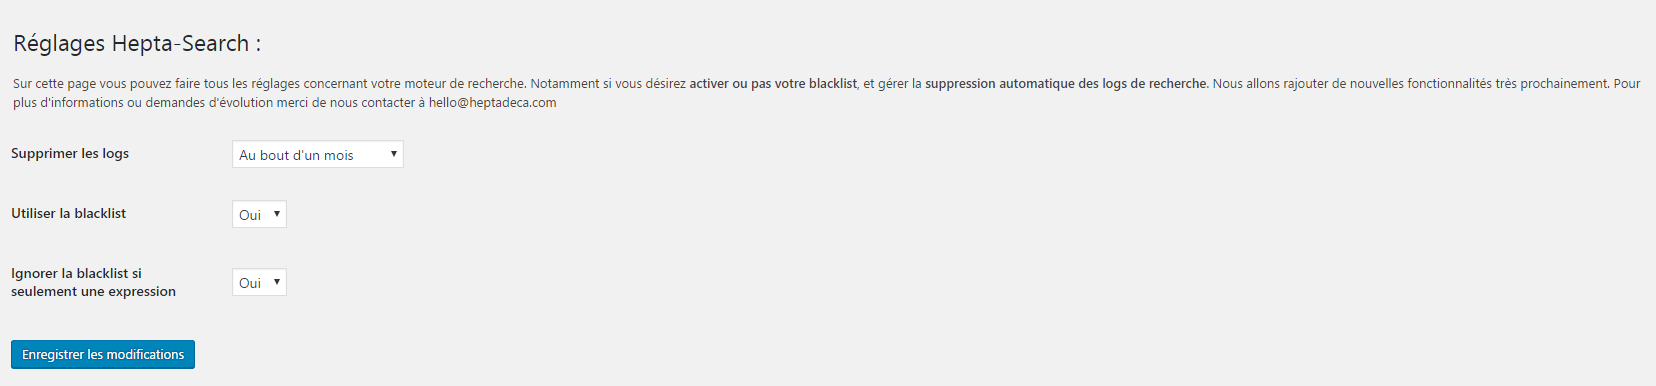 Réglages Hepta-Search :
Sur cette page vous pouvez faire tous les réglages concernant votre moteur de recherche. Notamment si vous désirez activer ou pas votre blacklist, et gérer la suppression automatique des logs de recherche. Nous allons rajouter de nouvelles fonctionnalités très prochainement. Pour
plus d'informations ou demandes d'évolution merci de nous contacter à hello@heptadeca.com
Supprimer les logs
Au bout d'un mois
Utiliser la blacklist
Oui
Ignorer la blacklist si
seulement une expression
Oui
Enregistrer les modifications